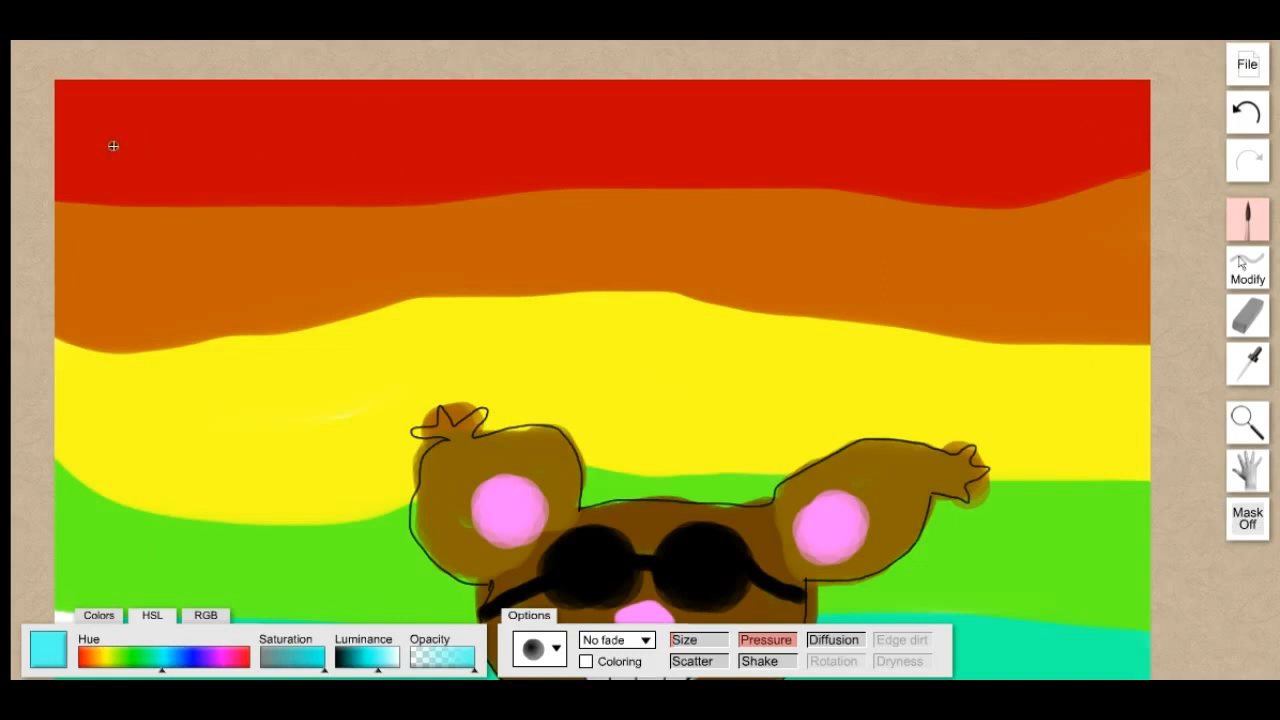 File
Modify
Mask
Off
Colors HSL RGB Options
Hue Saturation Luminance Opacity No fade Size Pressure Diffusion Edge dirt
Coloring Scatter Shake Rotation Dryness